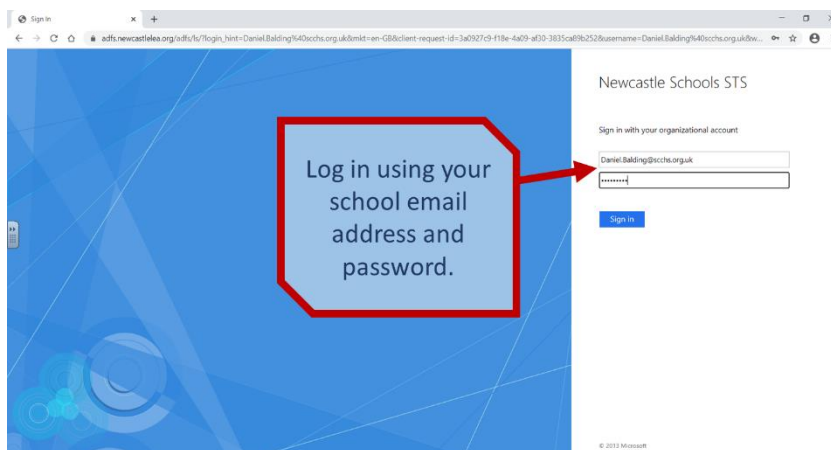 Sign In
adfs.newcastlelea.org/adfs/ls/?login_hint=Daniel.Balding%40scchs.org.uk&mkt=en-GB&client-request-id=3a0927c9-f18e-4a09-af30-3835ca89b252&username=Daniel.Balding%40scchs.org.uk&w...
Newcastle Schools STS
Sign in with your organizational account
Daniel.Balding@scchs.org.uk
Sign in
Log in using your
school email
address and
password.
© 2013 Microsoft